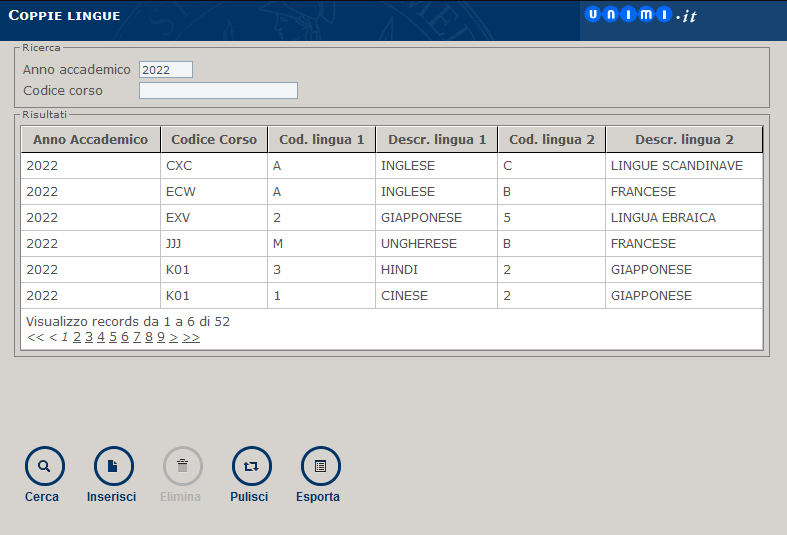 COPPIE LINGUE
unimi.it
Ricerca
Anno accademico 2022
Codice corso
Risultati
Anno Accademico Codice Corso Cod. lingua 1 Descr. lingua 1 Cod. lingua 2 Descr. lingua 2
2022 CXC A INGLESE C LINGUE SCANDINAVE
2022 ECW A INGLESE B FRANCESE
2022 EXV 2 GIAPPONESE 5 LINGUA EBRAICA
2022 JJJ M UNGHERESE B FRANCESE
2022 K01 3 HINDI 2 GIAPPONESE
2022 K01 1 CINESE 2 GIAPPONESE
Visualizzo records da 1 a 6 di 52
<< < 1 2 3 4 5 6 7 8 9 > >>
Cerca Inserisci Elimina Pulisci Esporta